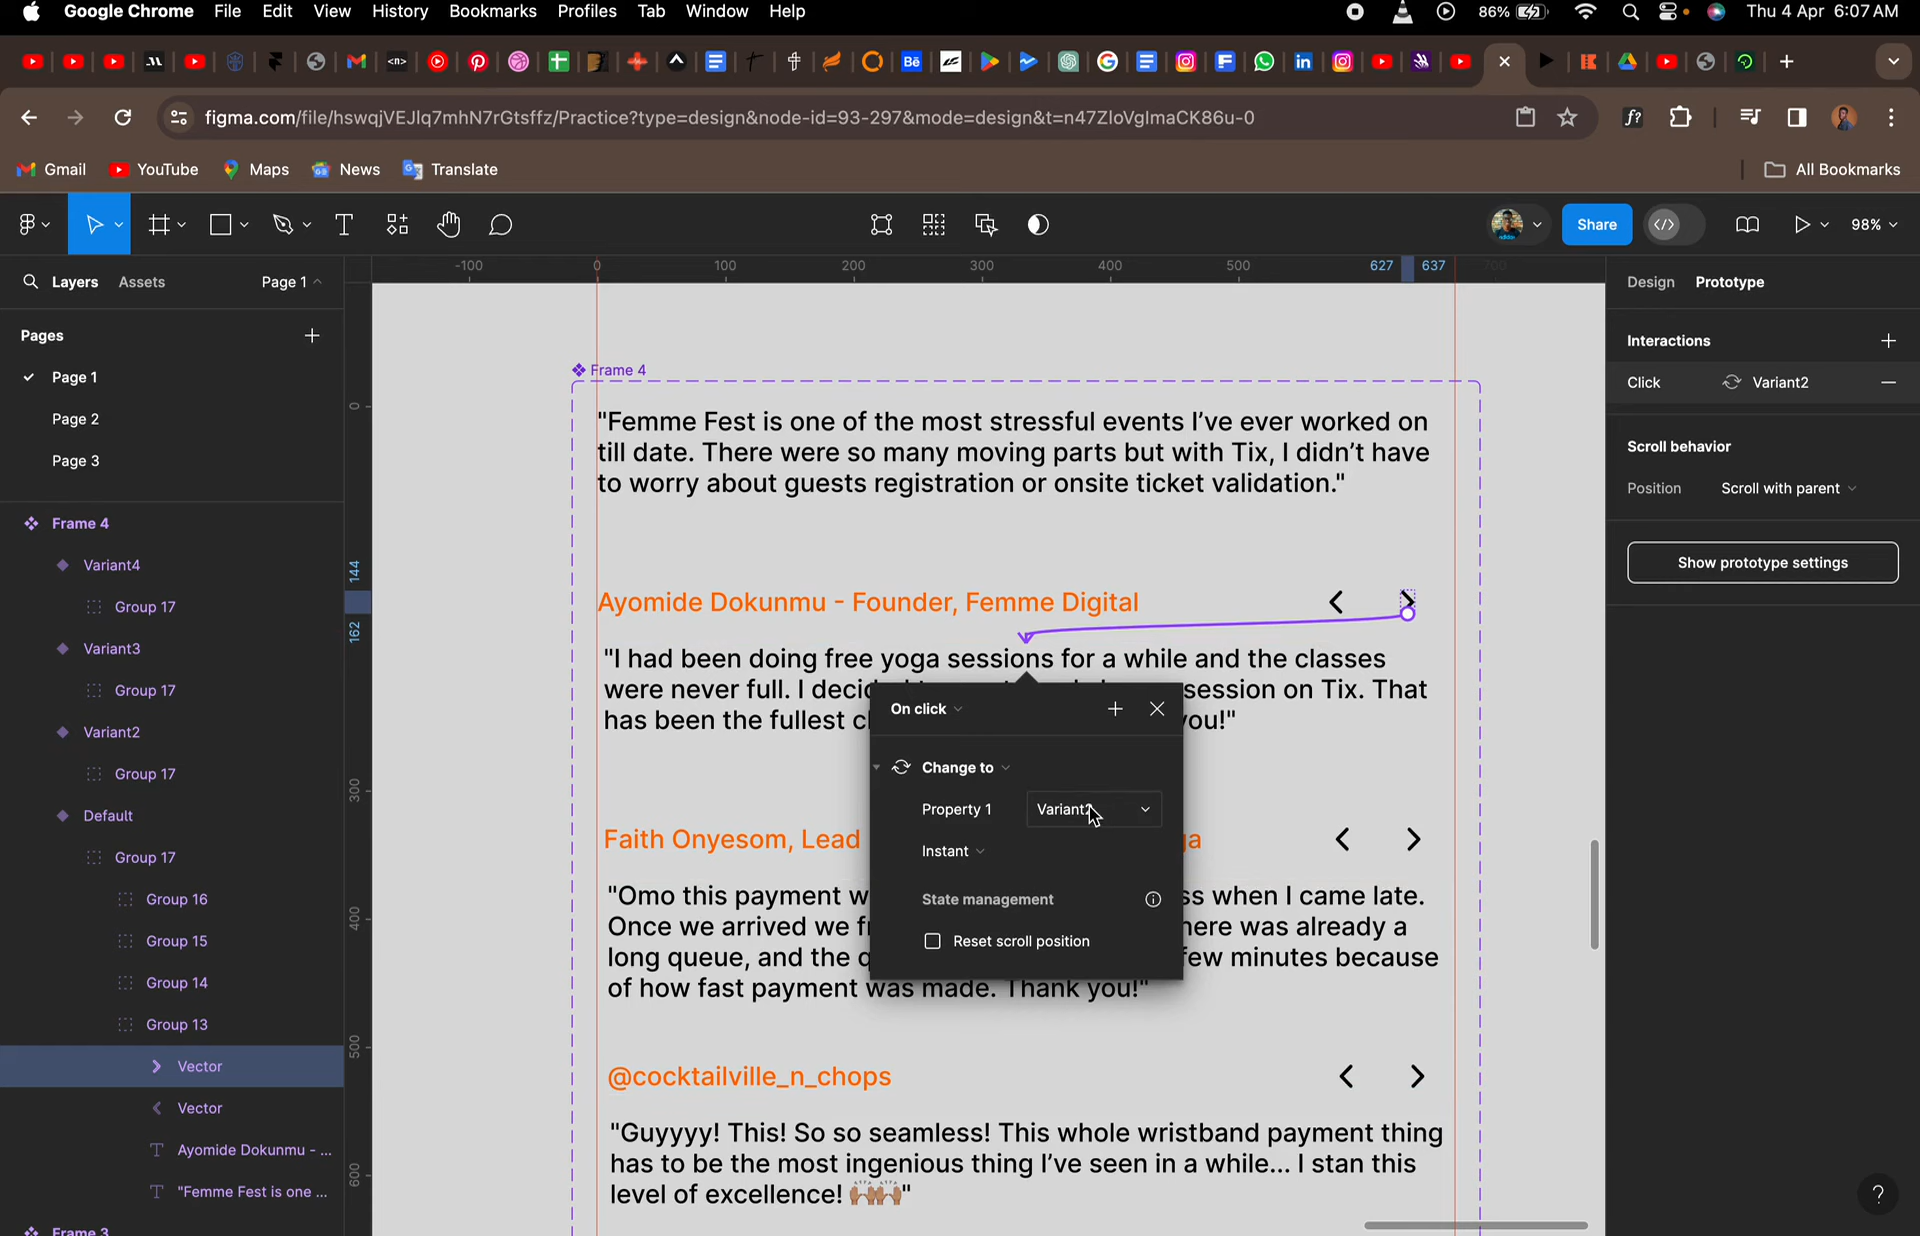 Google Chrome File Edit View History Bookmarks Profiles Tab Window Help 86% Thu 4 Apr 6:07 AM
figma.com/file/hswqjVEJlq7mhN7rGtsffz/Practice?type=design&node-id=93-297&mode=design&t=n47ZloVglmaCK86u-0
Gmail YouTube Maps News Translate All Bookmarks
Share 98%
Layers Assets Page 1
Pages
Page 1
Page 2
Page 3
Frame 4
Variant4
Group 17
Variant3
Group 17
Variant2
Group 17
Default
Group 17
Group 16
Group 15
Group 14
Group 13
Vector
Vector
Ayomide Dokunmu - ...
"Femme Fest is one ...
Frame 3
-100 0 100 200 300 400 500 627 637 700
0
144
162
300
400
500
600
Frame 4
"Femme Fest is one of the most stressful events I’ve ever worked on
till date. There were so many moving parts but with Tix, I didn’t have
to worry about guests registration or onsite ticket validation."
Ayomide Dokunmu - Founder, Femme Digital
"I had been doing free yoga sessions for a while and the classes
were never full. I session on Tix. That
has been the fullest you!"
Faith Onyesom, Lead
"Omo this payment when I came late.
Once we arrived we was already a
long queue, and the few minutes because
of how fast payment was made. Thank you!"
@cocktailville_n_chops
"Guyyyy! This! So so seamless! This whole wristband payment thing
has to be the most ingenious thing I’ve seen in a while... I stan this
level of excellence! 🙌🏽🙌🏽"
On click
Change to
Property 1 Variant2
Instant
State management
Reset scroll position
Design Prototype
Interactions
Click Variant2
Scroll behavior
Position Scroll with parent
Show prototype settings
?